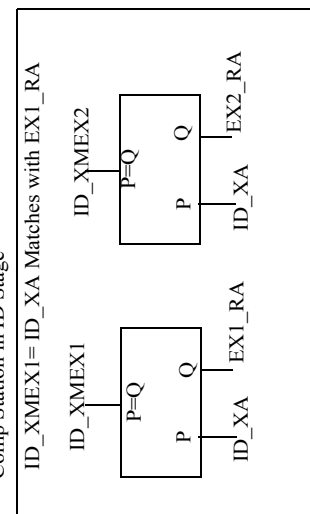 Comp Station in ID Stage
ID_XMEX1= ID_XA Matches with EX1_RA
ID_XMEX1
P=Q
P Q
ID_XA EX1_RA
ID_XMEX2
P=Q
P Q
ID_XA EX2_RA